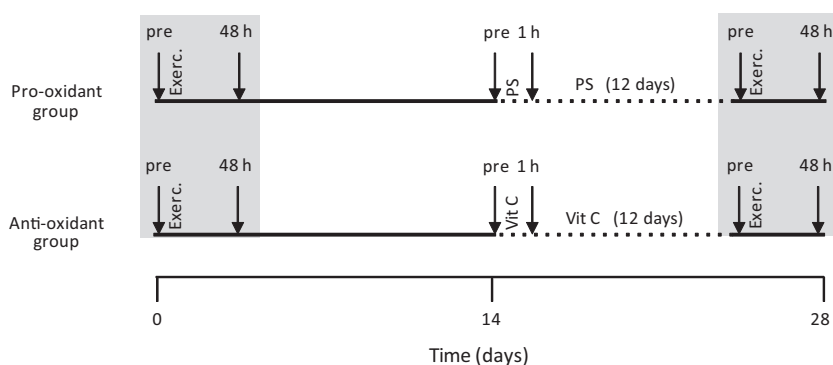 pre 48 h pre 1 h pre 48 h
Exerc. PS PS (12 days) Exerc.
Pro-oxidant
group
pre 48 h pre 1 h pre 48 h
Exerc. Vit C Vit C (12 days) Exerc.
Anti-oxidant
group
0 14 28
Time (days)